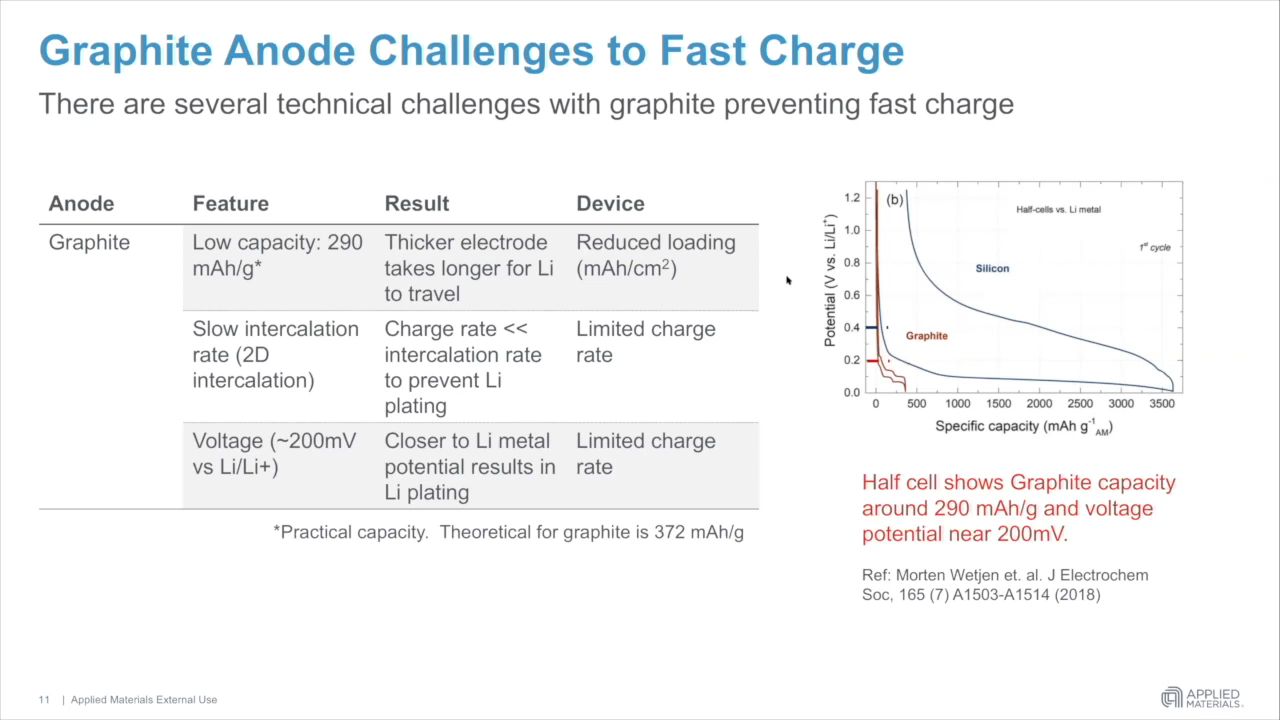 Graphite Anode Challenges to Fast Charge
There are several technical challenges with graphite preventing fast charge
Anode Feature Result Device
Graphite
Low capacity: 290
mAh/g*
Thicker electrode
takes longer for Li
to travel
Reduced loading
(mAh/cm²)
Slow intercalation
rate (2D
intercalation)
Charge rate <<
intercalation rate
to prevent Li
plating
Limited charge
rate
Voltage (~200mV
vs Li/Li+)
Closer to Li metal
potential results in
Li plating
Limited charge
rate
*Practical capacity. Theoretical for graphite is 372 mAh/g
(b)
Half-cells vs. Li metal
1st cycle
Silicon
Graphite
Potential (V vs. Li/Li⁺)
1.2
1.0
0.8
0.6
0.4
0.2
0.0
0 500 1000 1500 2000 2500 3000 3500
Specific capacity (mAh g⁻¹AM)
Half cell shows Graphite capacity
around 290 mAh/g and voltage
potential near 200mV.
Ref: Morten Wetjen et. al. J Electrochem
Soc, 165 (7) A1503-A1514 (2018)
11 | Applied Materials External Use
APPLIED
MATERIALS